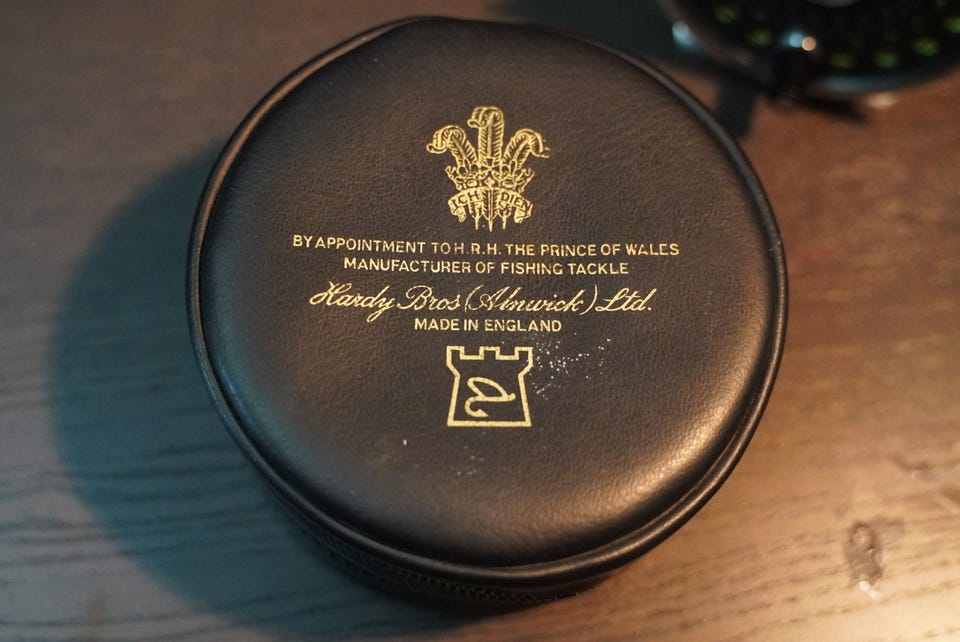 ICH DIEN
BY APPOINTMENT TO H.R.H. THE PRINCE OF WALES
MANUFACTURER OF FISHING TACKLE
Hardy Bros (Alnwick) Ltd.
MADE IN ENGLAND